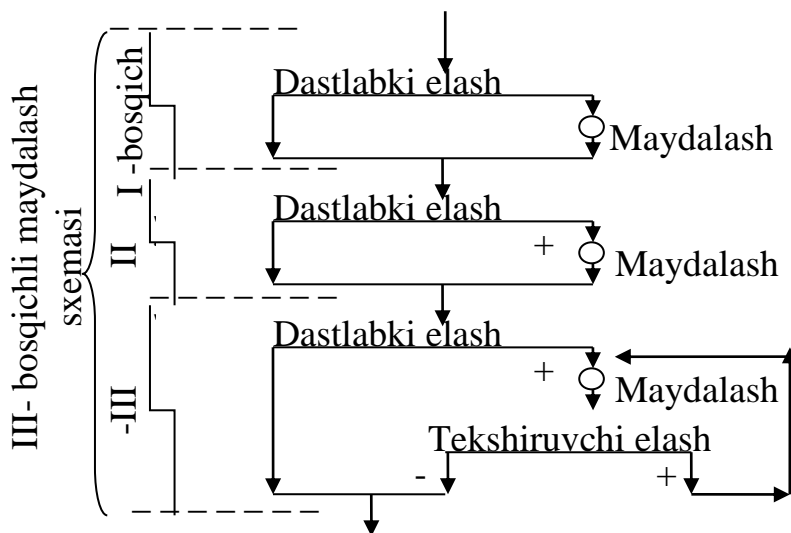 III- bosqichli maydalash
sxemasi
I -bosqich
Dastlabki elash
Maydalash
II
Dastlabki elash
+
Maydalash
-III
Dastlabki elash
+
Maydalash
Tekshiruvchi elash
-
+